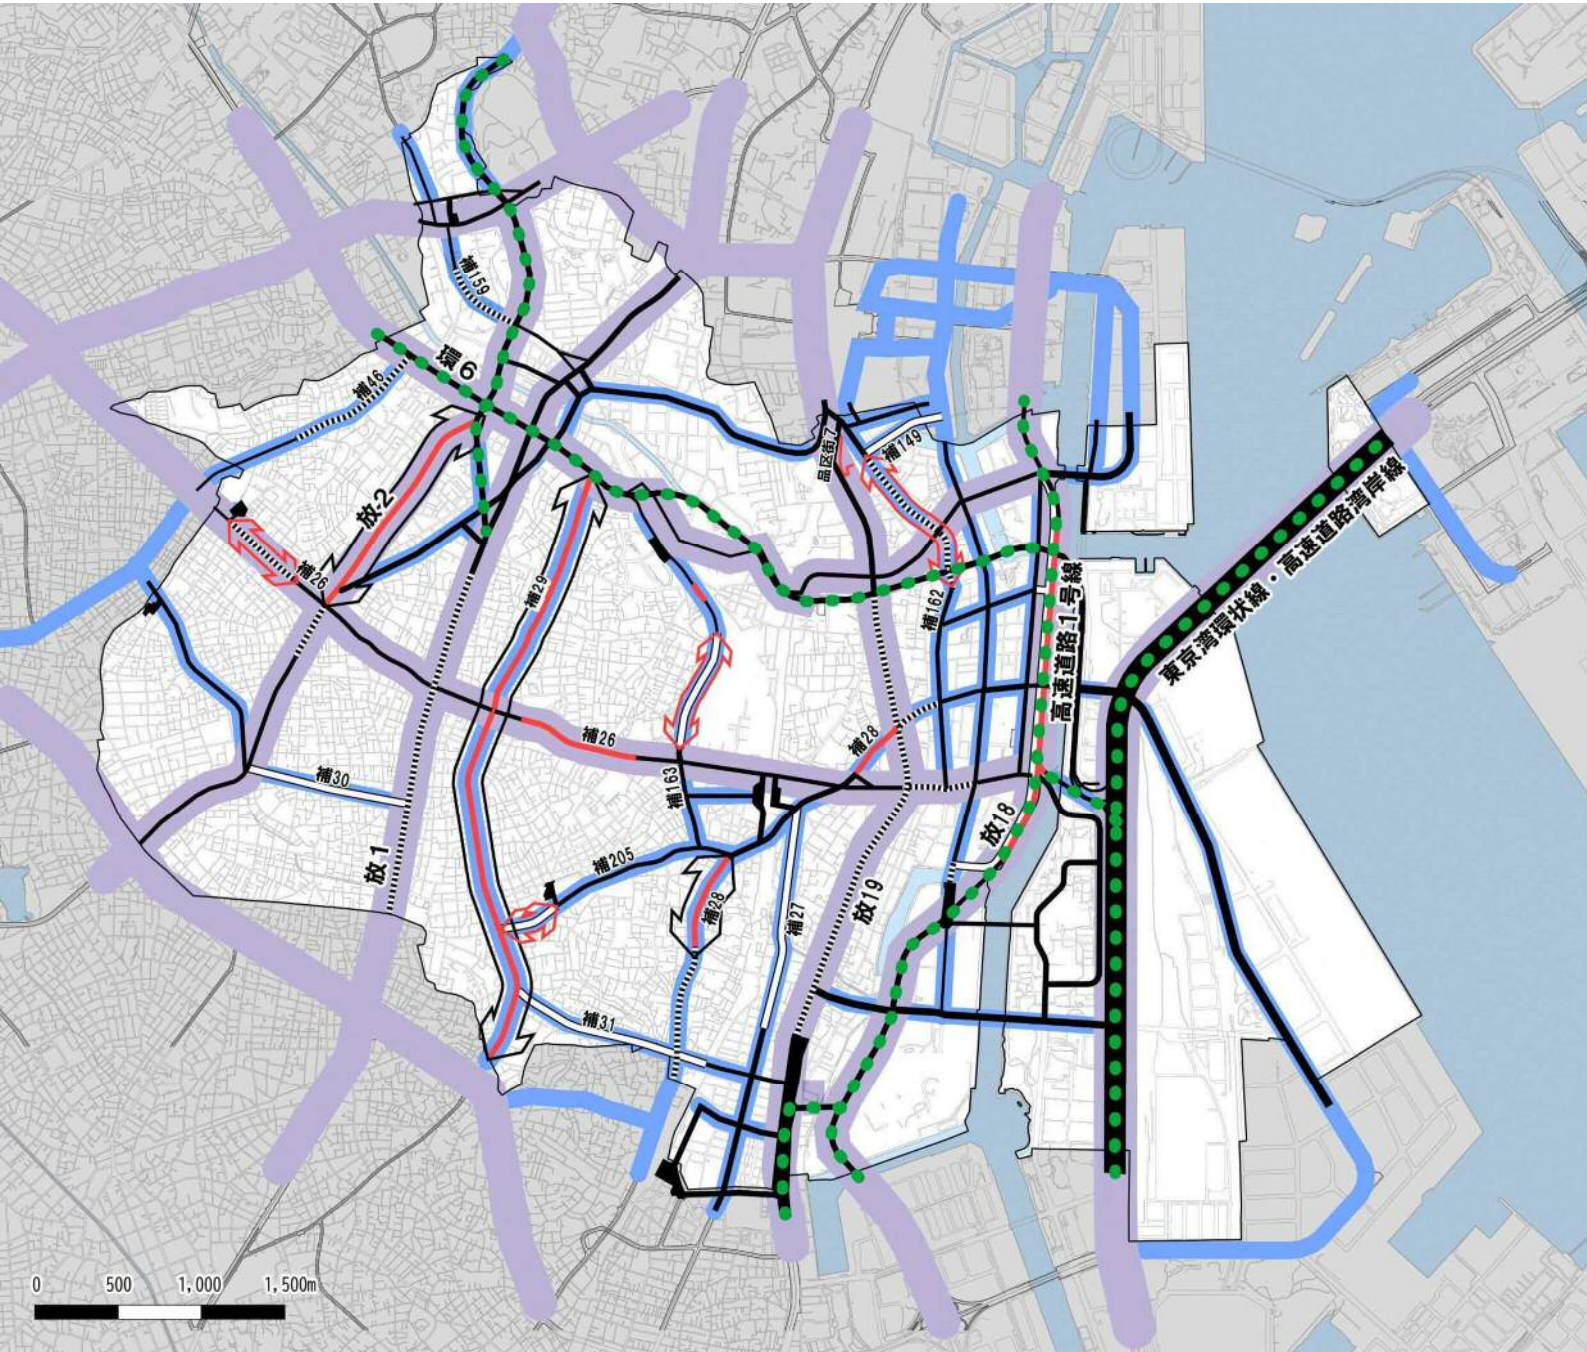 補159
環6
補46
品区街7
補149
放2
補26
補29
補162
高速道路1号線
東京湾環状線・高速道路湾岸線
補26
補28
補30
補163
放18
放1
補205
放19
補28
補27
補31
0 500 1,000 1,500m